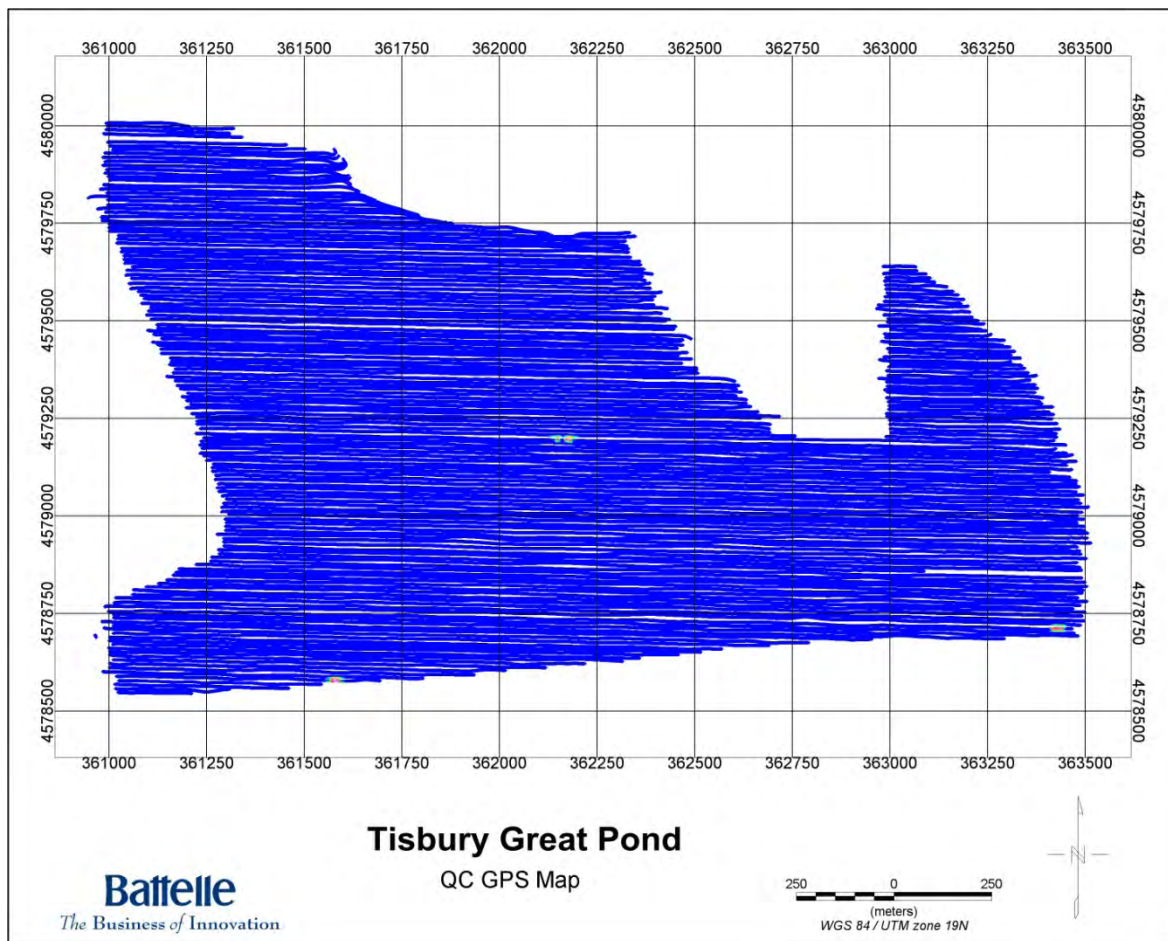 361000 361250 361500 361750 362000 362250 362500 362750 363000 363250 363500
4580000 4580000
4579750 4579750
4579500 4579500
4579250 4579250
4579000 4579000
4578750 4578750
4578500 4578500
361000 361250 361500 361750 362000 362250 362500 362750 363000 363250 363500
Tisbury Great Pond
QC GPS Map
Battelle
The Business of Innovation
250 0 250
(meters)
WGS 84 / UTM zone 19N
N